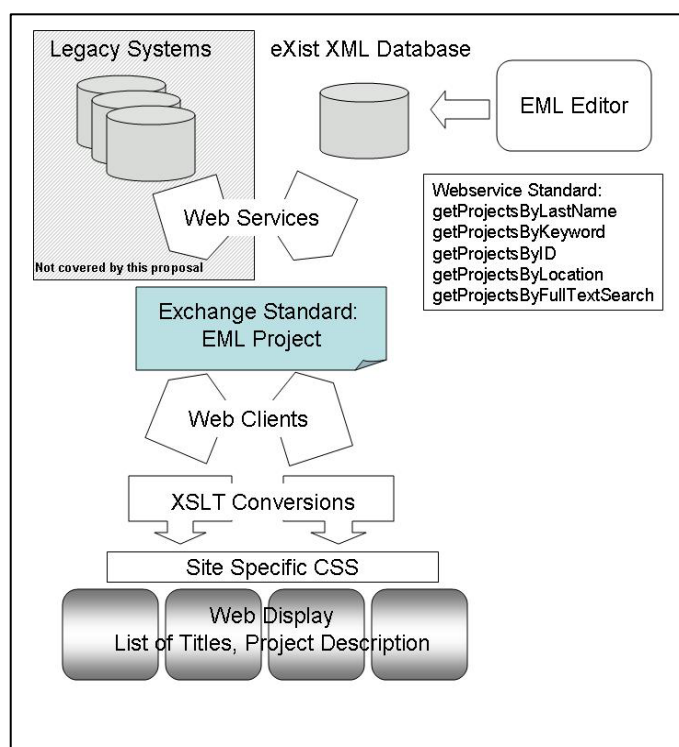 Legacy Systems
eXist XML Database
EML Editor
Web Services
Not covered by this proposal
Webservice Standard:
getProjectsByLastName
getProjectsByKeyword
getProjectsByID
getProjectsByLocation
getProjectsByFullTextSearch
Exchange Standard:
EML Project
Web Clients
XSLT Conversions
Site Specific CSS
Web Display
List of Titles, Project Description